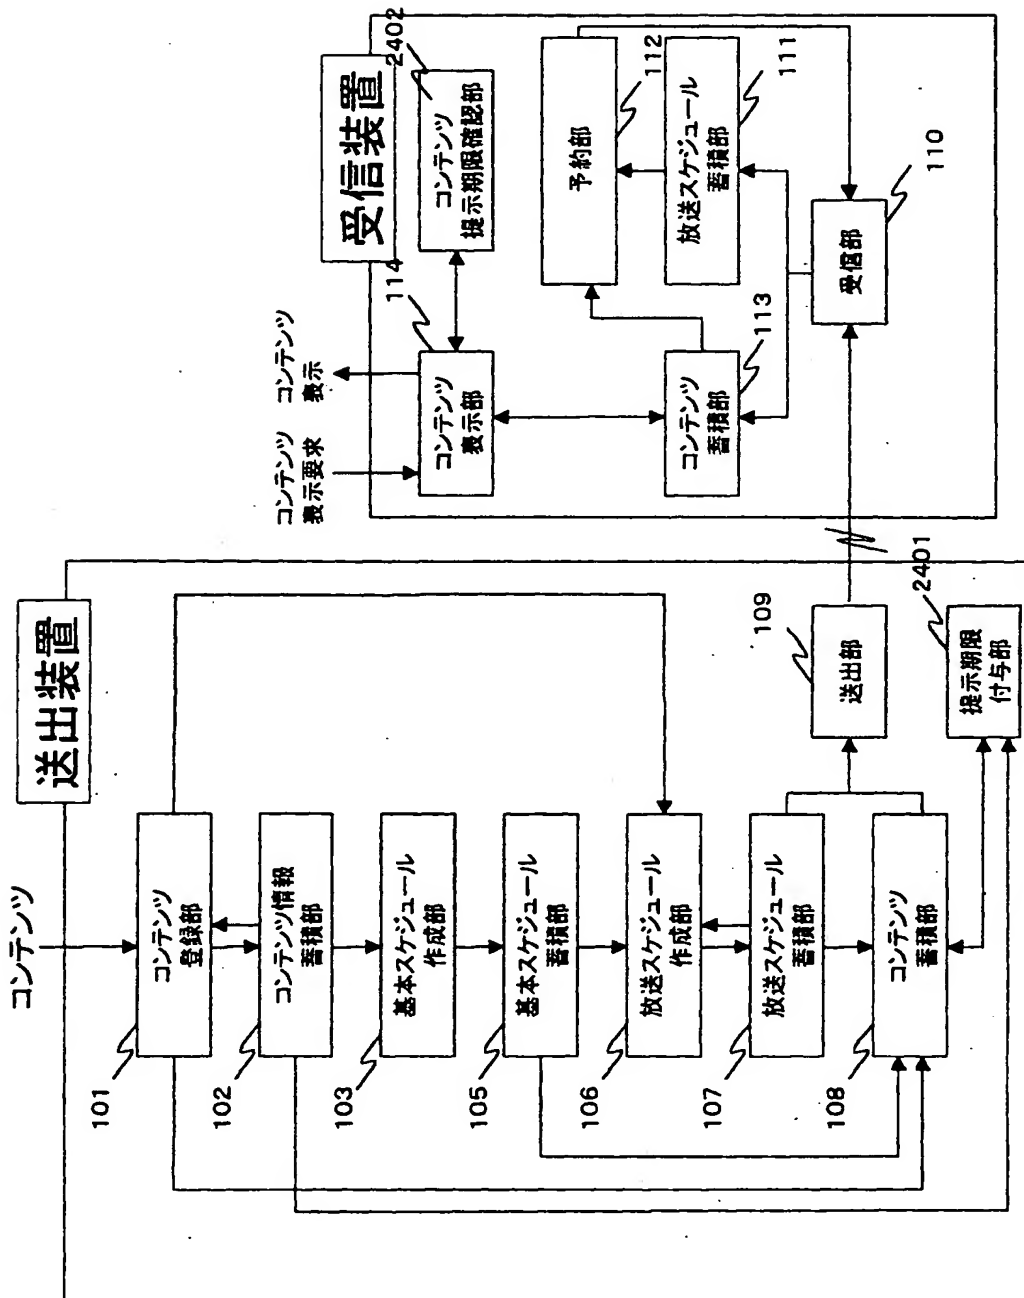 コンテンツ
送出装置
101
コンテンツ
登録部
102
コンテンツ情報
蓄積部
103
基本スケジュール
作成部
105
基本スケジュール
蓄積部
106
放送スケジュール
作成部
107
放送スケジュール
蓄積部
108
コンテンツ
蓄積部
109
送出部
2401
提示期限
付与部
受信装置
コンテンツ
表示要求
コンテンツ
表示
114
コンテンツ
表示部
2402
コンテンツ
提示期限確認部
予約部
112
放送スケジュール
蓄積部
111
コンテンツ
蓄積部
113
受信部
110